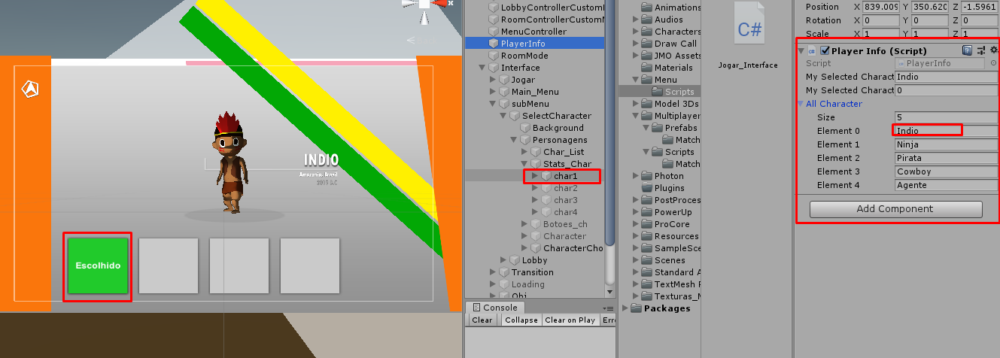 INDIO
Amazonia, Brasil
Escolhido
LobbyControllerCustomM
RoomControllerCustomM
MenuController
PlayerInfo
RoomMode
Interface
Jogar
Main_Menu
subMenu
SelectCharacter
Background
Personagens
Char_List
Stats_Char
char1
char2
char3
char4
Botoes_ch
Character
CharacterCho
Lobby
Transition
Loading
Obj
Console
Clear
Collapse
Clear on Play
Erro
Animations
Audios
Characters
Draw Call
JMO Assets
Materials
Menu
Scripts
Model 3Ds
Multiplayer
Prefabs
Match
Scripts
Match
Photon
Plugins
PostProces
PowerUp
ProCore
Resources
SampleSce
Scenes
Standard A
TextMesh P
Texturas_M
Packages
C#
Jogar_Interface
Position X 839.009 Y 350.620 Z -1.5961
Rotation X 0 Y 0 Z 0
Scale X 1 Y 1 Z 1
Player Info (Script)
Script PlayerInfo
My Selected Charact Indio
My Selected Charact 0
All Character
Size 5
Element 0 Indio
Element 1 Ninja
Element 2 Pirata
Element 3 Cowboy
Element 4 Agente
Add Component